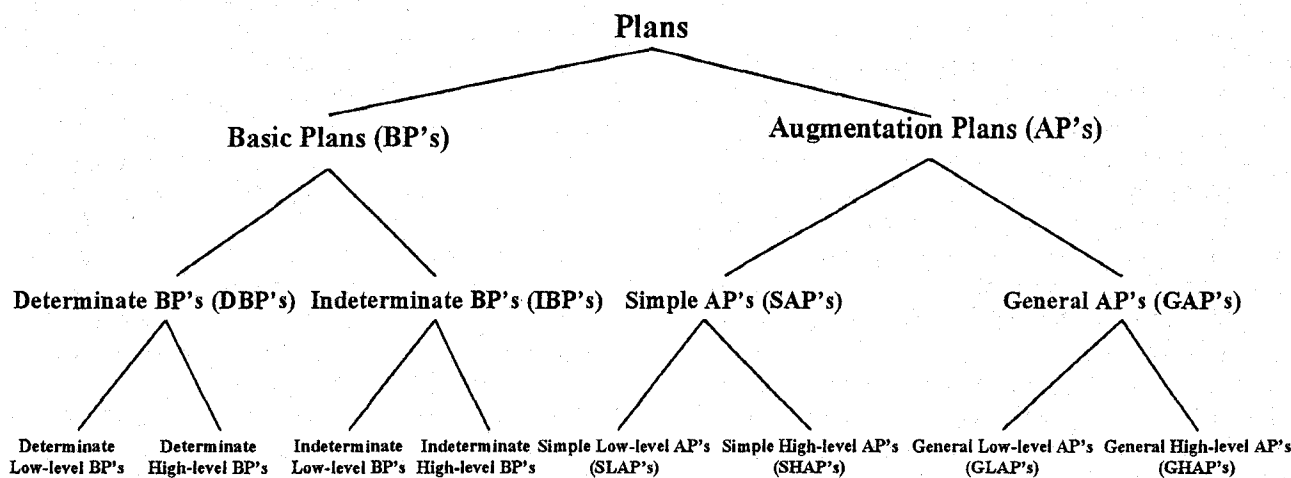 Plans
Basic Plans (BP's)
Augmentation Plans (AP's)
Determinate BP's (DBP's)
Indeterminate BP's (IBP's)
Simple AP's (SAP's)
General AP's (GAP's)
Determinate
Low-level BP's
Determinate
High-level BP's
Indeterminate
Low-level BP's
Indeterminate
High-level BP's
Simple Low-level AP's
(SLAP's)
Simple High-level AP's
(SHAP's)
General Low-level AP's
(GLAP's)
General High-level AP's
(GHAP's)